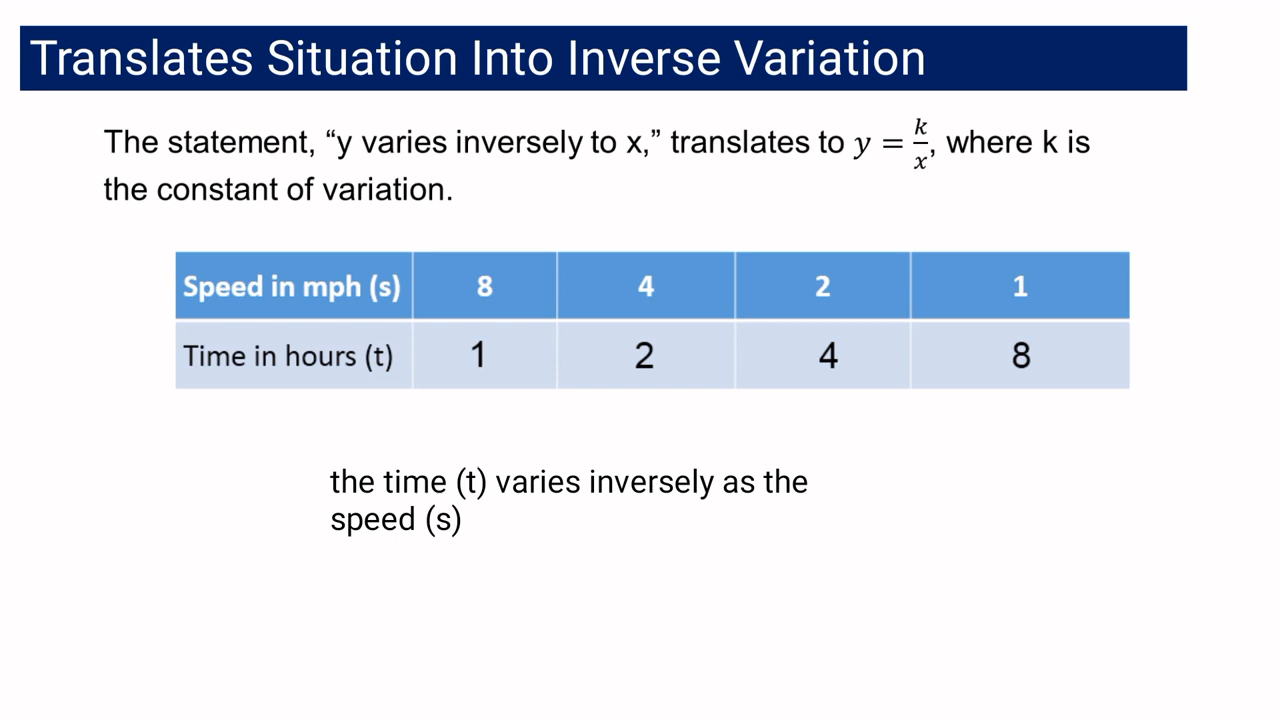 Translates Situation Into Inverse Variation
The statement, “y varies inversely to x,” translates to y = k/x, where k is
the constant of variation.
Speed in mph (s) 8 4 2 1
Time in hours (t) 1 2 4 8
the time (t) varies inversely as the
speed (s)